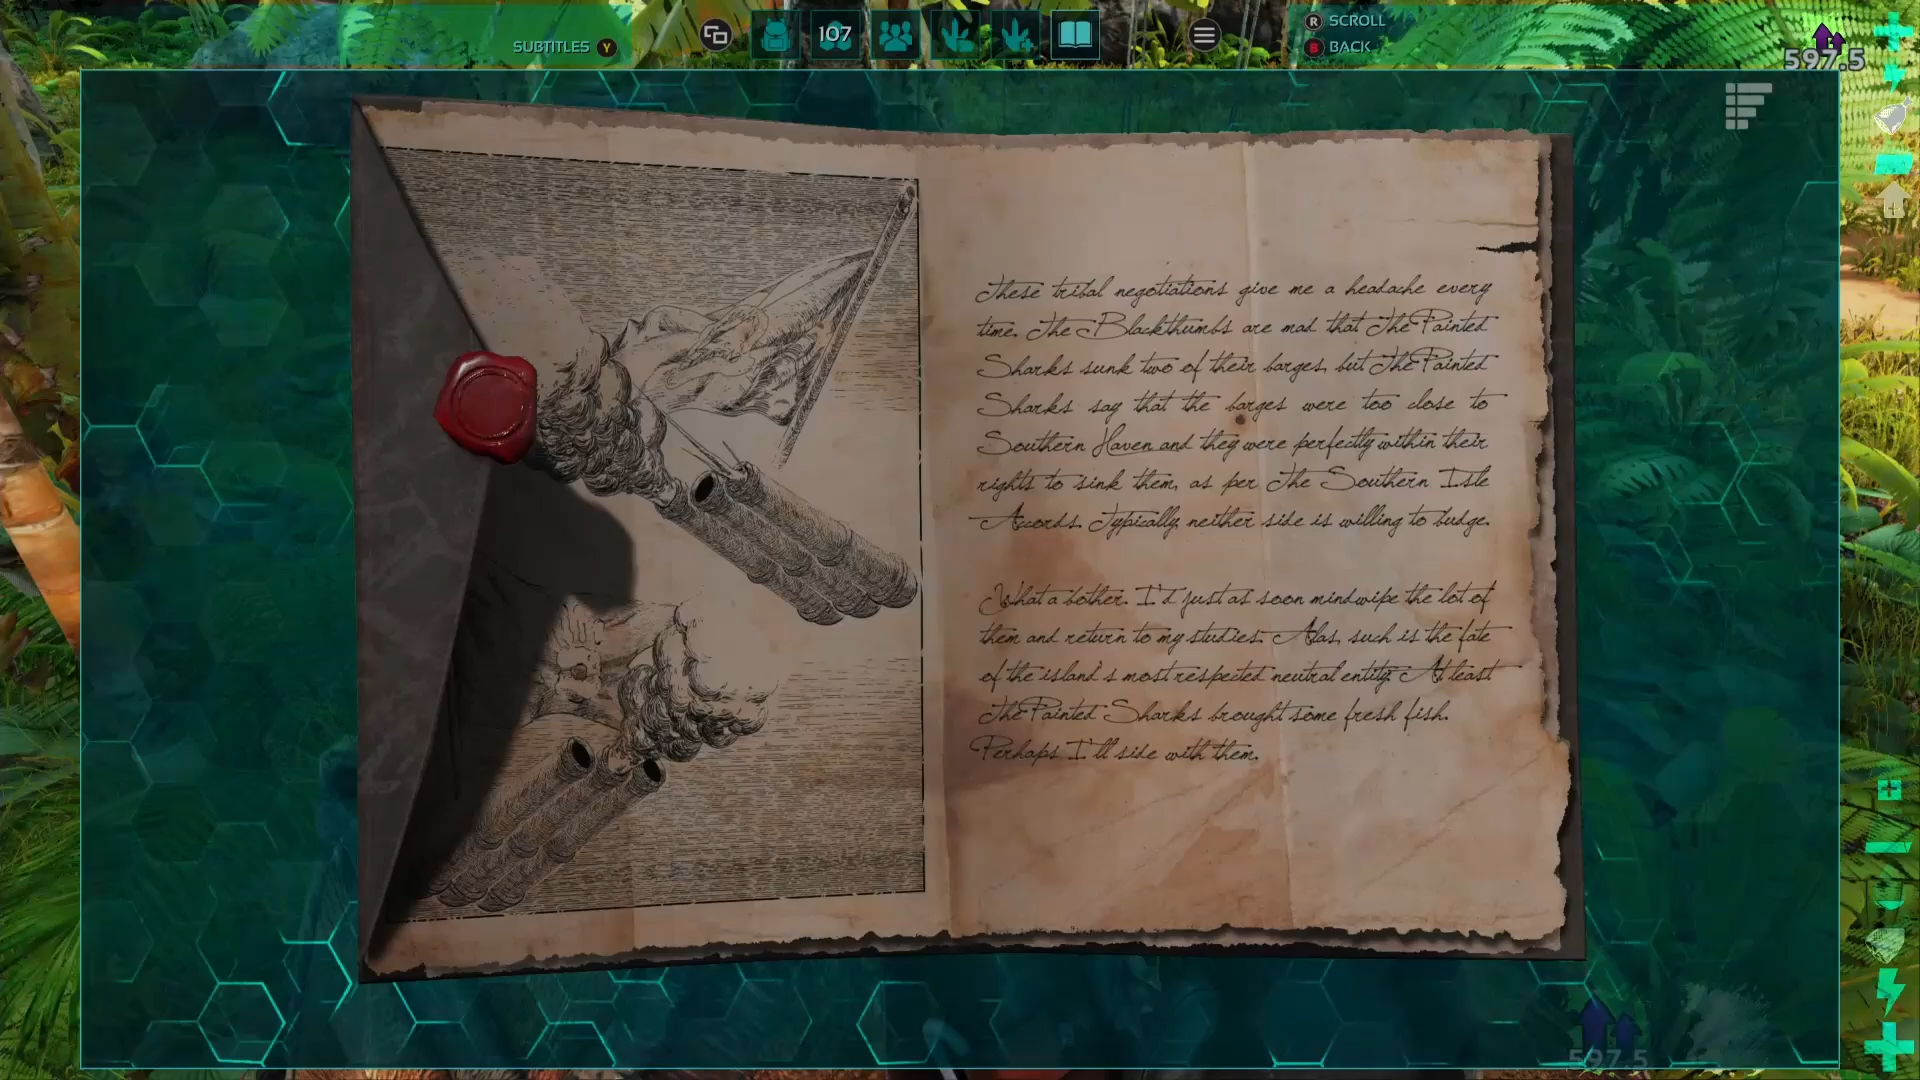 SUBTITLES Y
107
R SCROLL
B BACK
597.5
These tribal negotiations give me a headache every
time. The Blackthumbs are mad that The Painted
Sharks sunk two of their barges, but The Painted
Sharks say that the barges were too close to
Southern Haven and they were perfectly within their
rights to sink them, as per The Southern Isle
Accords. Typically, neither side is willing to budge.
What a bother. I'd just as soon mindwipe the lot of
them and return to my studies. Alas, such is the fate
of the island's most respected neutral entity. At least
The Painted Sharks brought some fresh fish.
Perhaps I'll side with them.
597.5